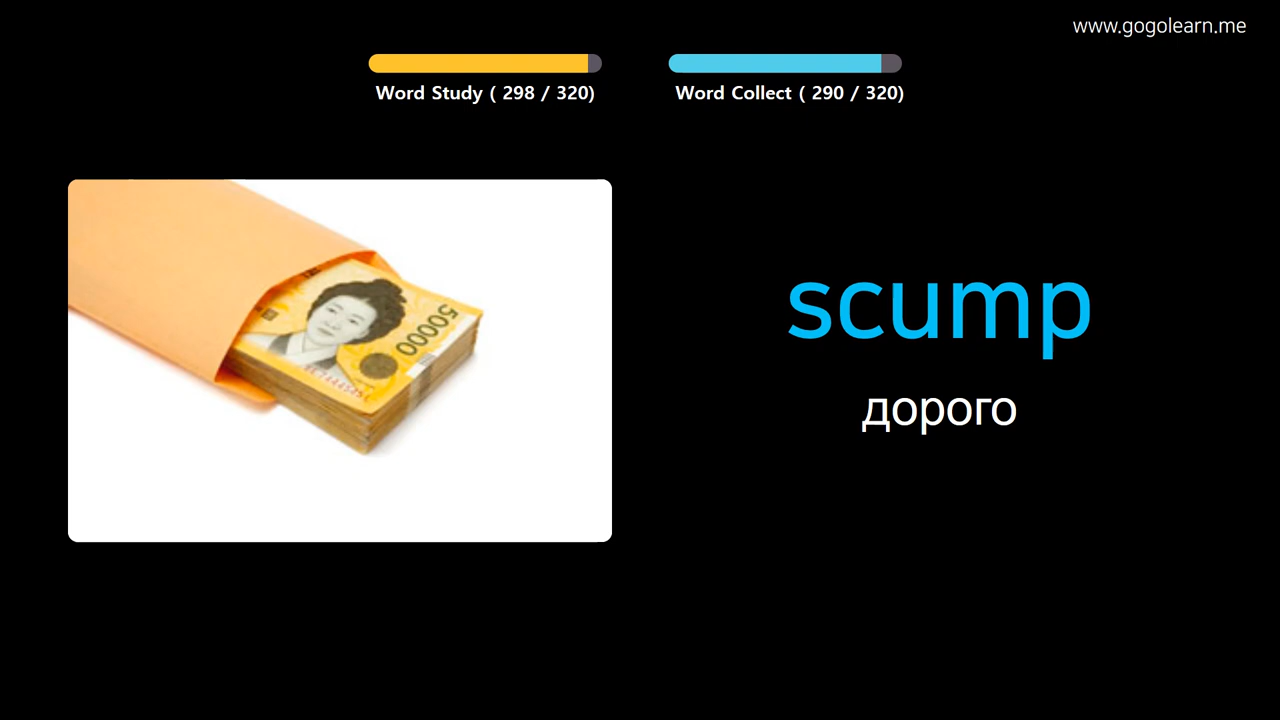 www.gogolearn.me
Word Study ( 298 / 320)
Word Collect ( 290 / 320)
50000
scump
дорого